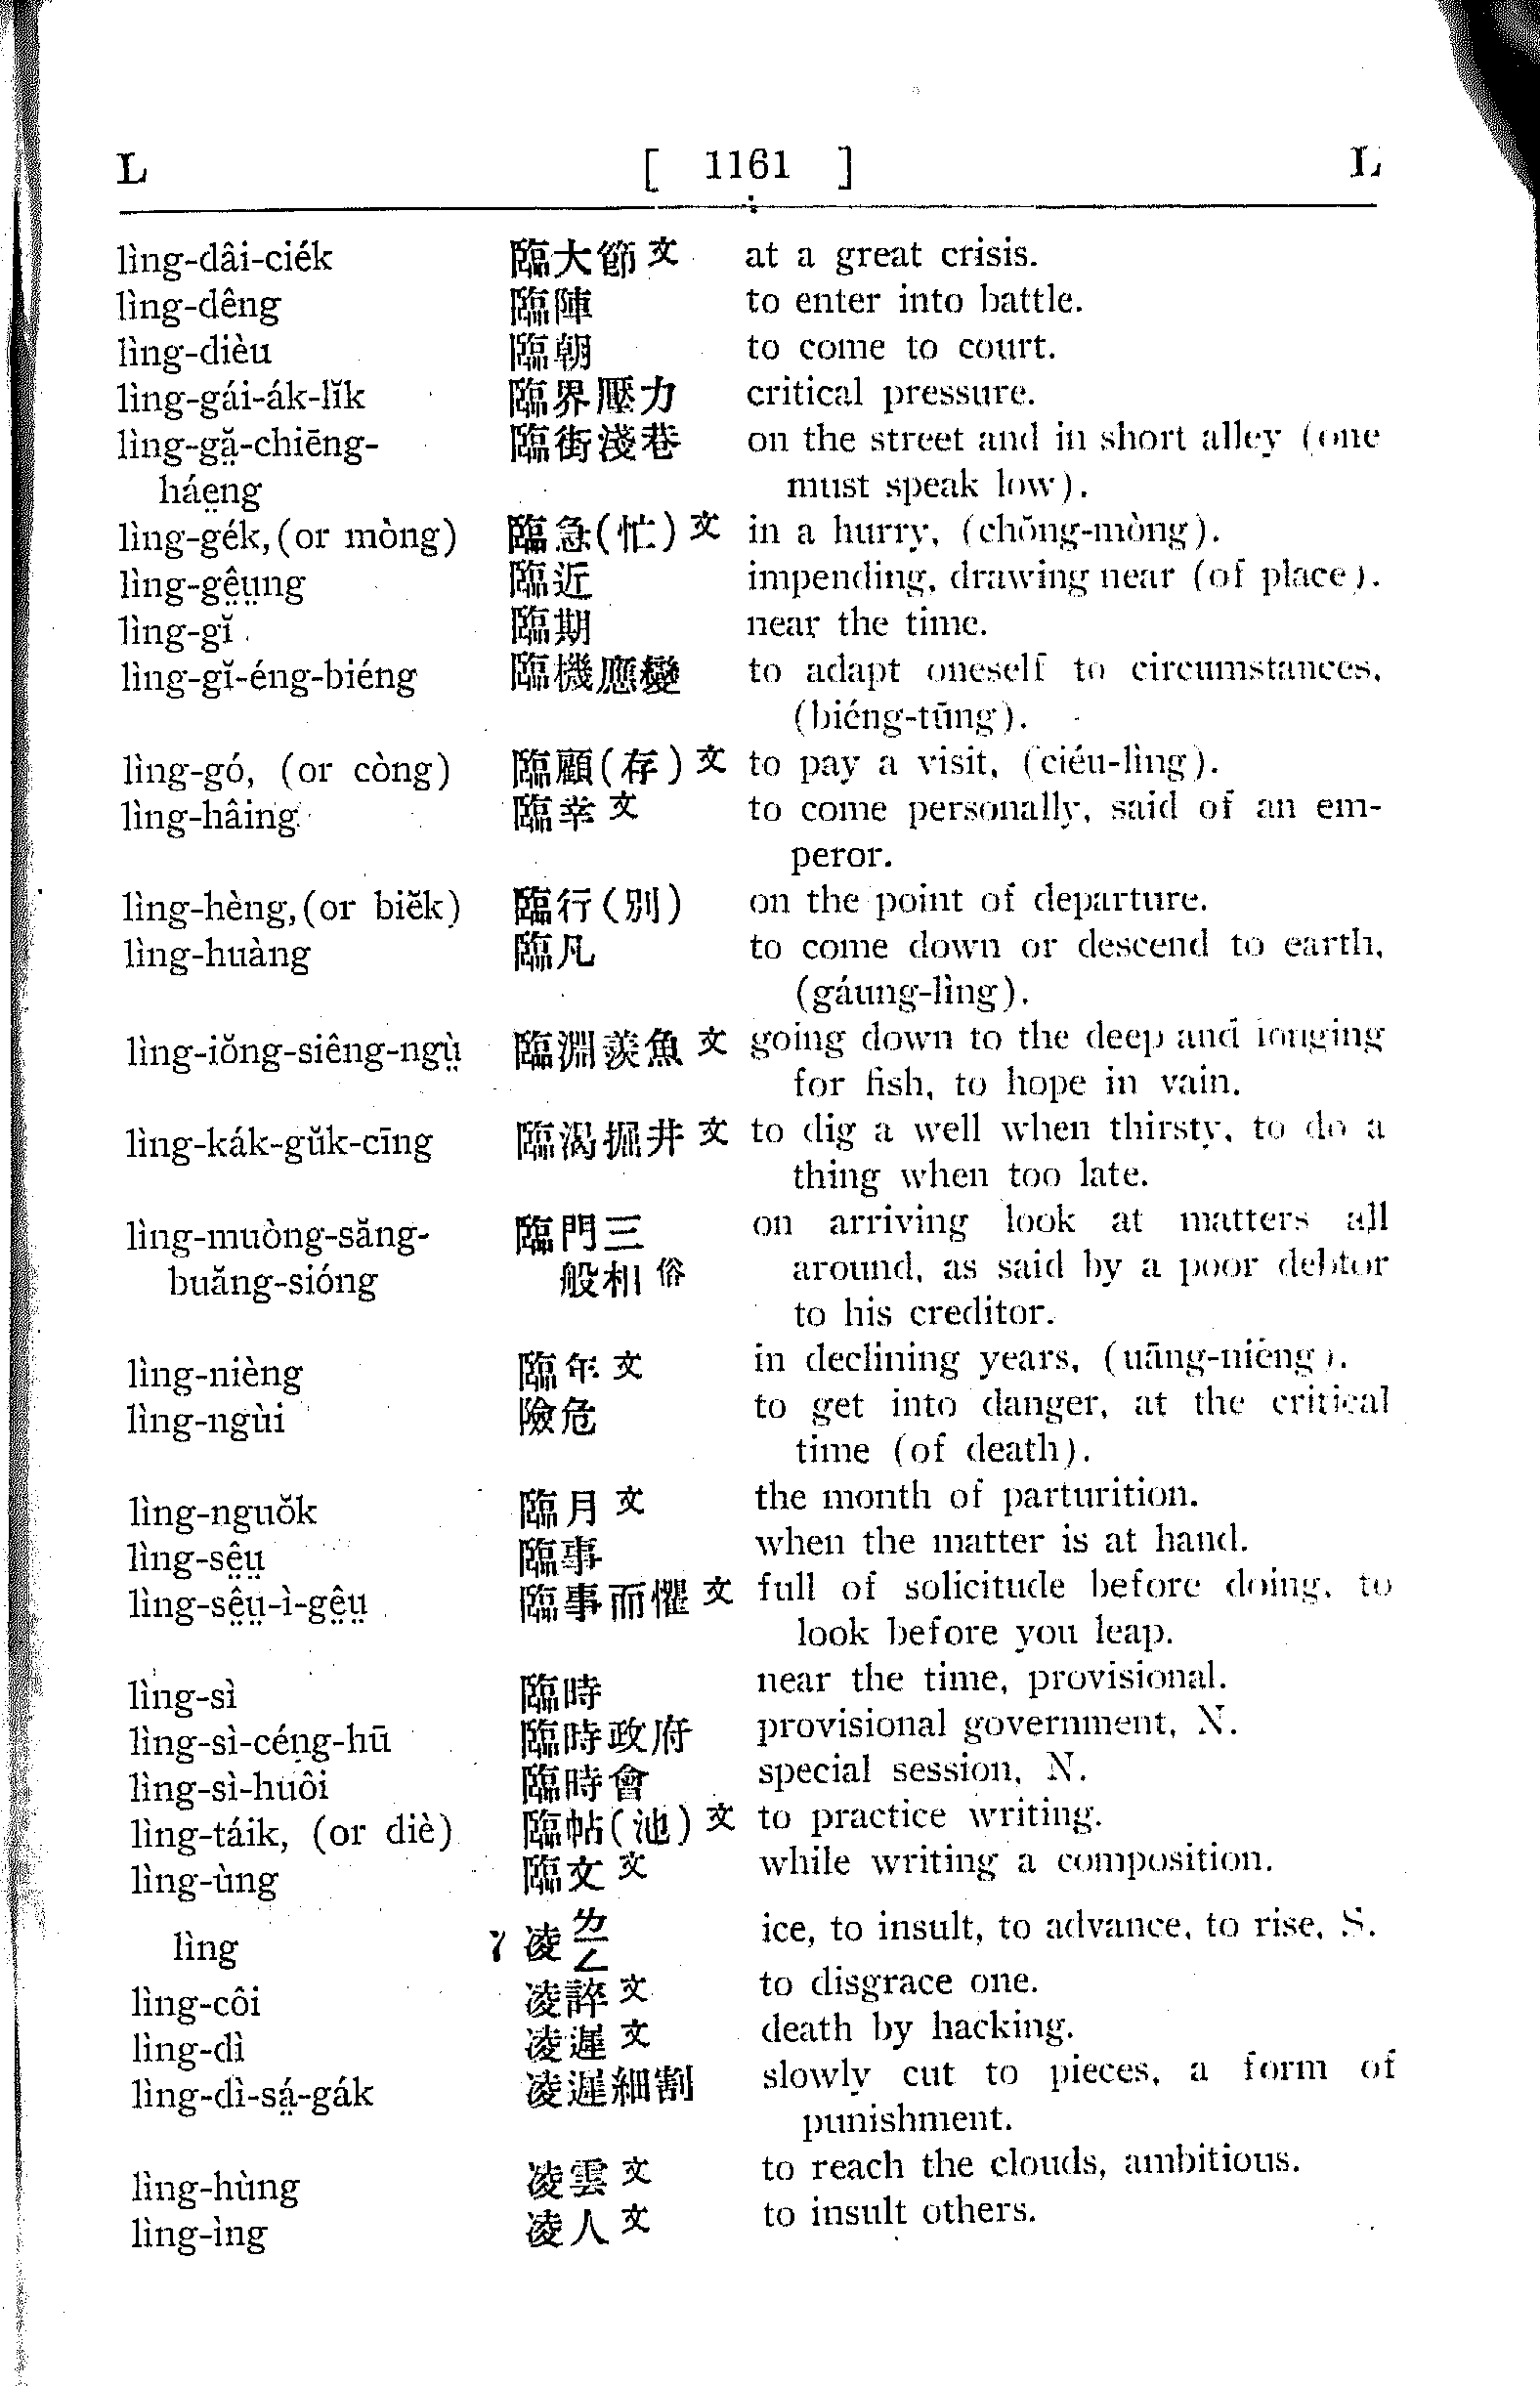 L [ 1161 ] L
lìng-dâi-ciék 臨大節文 at a great crisis.
lìng-dêng 臨陣 to enter into battle.
lìng-dièu 臨朝 to come to court.
lìng-gái-ák-lĭk 臨界壓力 critical pressure.
lìng-gă̤-chiēng- 臨街淺巷 on the street and in short alley (one
háe̤ng must speak low).
lìng-gék,(or mòng) 臨急(忙)文 in a hurry, (chŏng-mòng).
lìng-gê̤ṳng 臨近 impending, drawing near (of place).
lìng-gĭ 臨期 near the time.
lìng-gĭ-éng-biéng 臨機應變 to adapt oneself to circumstances,
(biéng-tŭng).
lìng-gó, (or còng) 臨顧(存)文 to pay a visit, (ciéu-lìng).
lìng-hâing 臨幸文 to come personally, said of an em-
peror.
lìng-hèng,(or biĕk) 臨行(別) on the point of departure.
lìng-huàng 臨凡 to come down or descend to earth,
(gáung-lìng).
lìng-iŏng-siêng-ngṳ̀ 臨淵羨魚文 going down to the deep and longing
for fish, to hope in vain.
lìng-kák-gŭk-cīng 臨渴掘井文 to dig a well when thirsty, to do a
thing when too late.
lìng-muòng-săng- 臨門三 on arriving look at matters all
buăng-sióng 般相俗 around, as said by a poor debtor
to his creditor.
lìng-nièng 臨年文 in declining years, (uāng-nièng).
lìng-ngùi 險危 to get into danger, at the critical
time (of death).
lìng-nguŏk 臨月文 the month of parturition.
lìng-sê̤ṳ 臨事 when the matter is at hand.
lìng-sê̤ṳ-ì-gê̤ṳ 臨事而懼文 full of solicitude before doing, to
look before you leap.
lìng-sì 臨時 near the time, provisional.
lìng-sì-céng-hū 臨時政府 provisional government, N.
lìng-sì-huôi 臨時會 special session, N.
lìng-táik, (or diè) 臨帖(池)文 to practice writing.
lìng-ùng 臨文文 while writing a composition.
lìng 冫 凌ㄌㄧㄥ ice, to insult, to advance, to rise, S.
lìng-côi 凌誶文 to disgrace one.
lìng-dì 凌遲文 death by hacking.
lìng-dì-sá̤-gák 凌遲細割 slowly cut to pieces, a form of
punishment.
lìng-hùng 凌雲文 to reach the clouds, ambitious.
lìng-ìng 凌人文 to insult others.